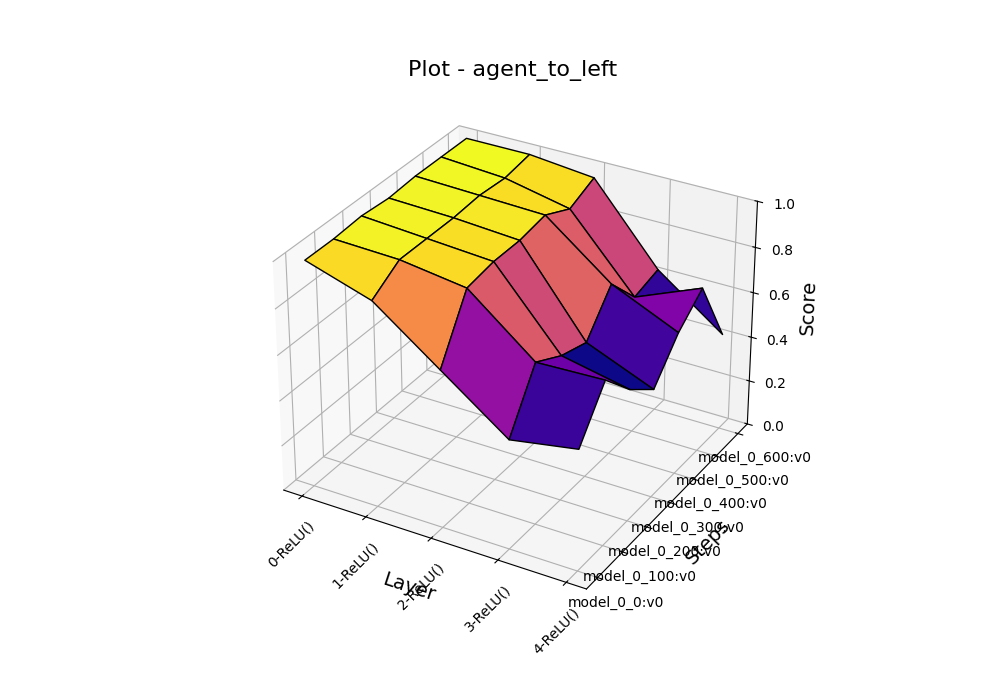 Plot - agent_to_left
1.0
0.8
0.6
0.4
0.2
0.0
Score
model_0_600:v0
model_0_500:v0
model_0_400:v0
model_0_300:v0
model_0_200:v0
model_0_100:v0
model_0_0:v0
Steps
0-ReLU()
1-ReLU()
2-ReLU()
3-ReLU()
4-ReLU()
Layer